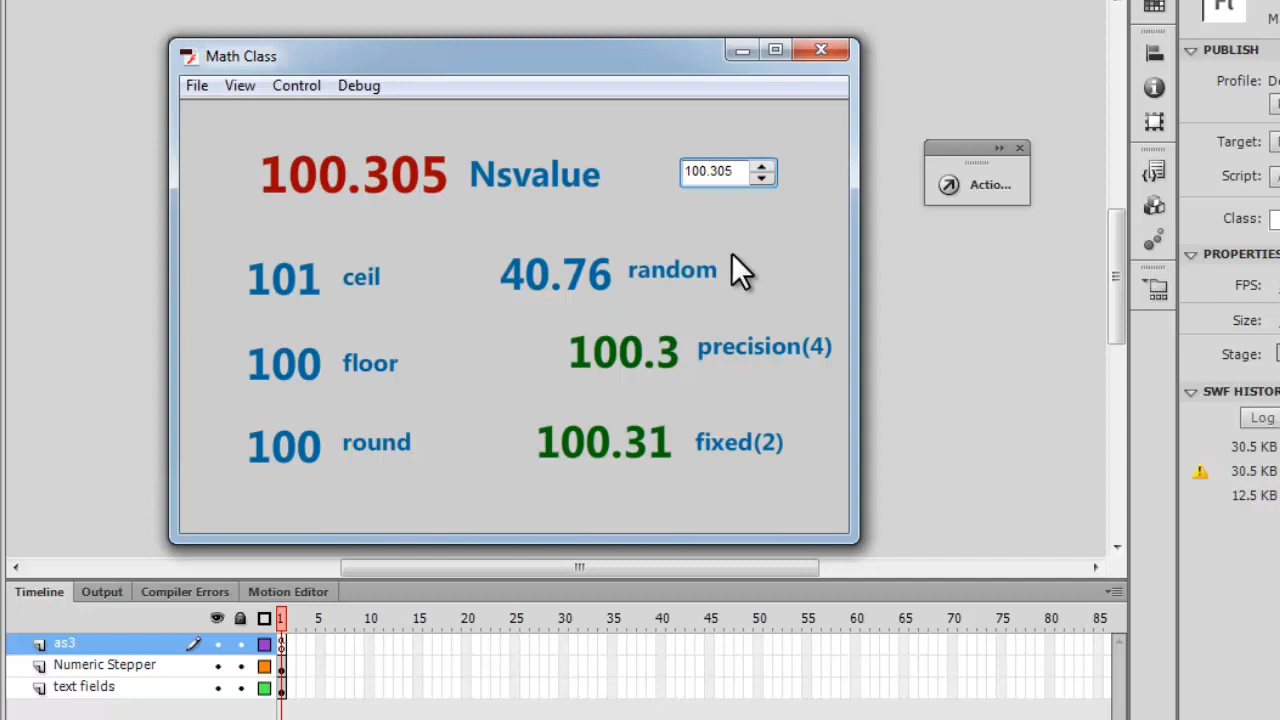 Math Class
File View Control Debug
100.305 Nsvalue 100.305
101 ceil 40.76 random
100 floor 100.3 precision(4)
100 round 100.31 fixed(2)
Actio...
PUBLISH
Profile:
Target:
Script:
Class:
PROPERTIES
FPS:
Size:
Stage:
SWF HISTOR
Log
30.5 KB
30.5 KB
12.5 KB
Timeline Output Compiler Errors Motion Editor
1 5 10 15 20 25 30 35 40 45 50 55 60 65 70 75 80 85
as3
Numeric Stepper
text fields